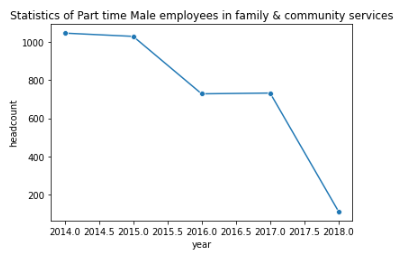 Statistics of Part time Male employees in family & community services
1000
800
600
400
200
headcount
2014.0 2014.5 2015.0 2015.5 2016.0 2016.5 2017.0 2017.5 2018.0
year